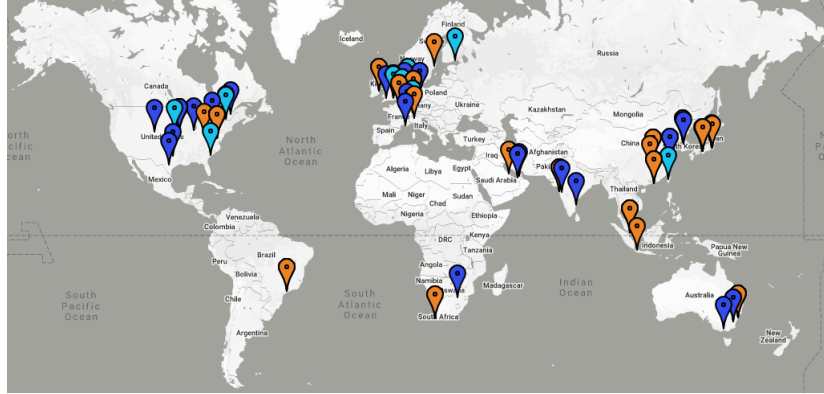 Iceland
Finland
Norway
Russia
Canada
Poland
Ukraine
Kazakhstan
Mongolia
North
Atlantic
Ocean
France
Italy
Spain
Turkey
China
Iraq
Afghanistan
Mexico
Algeria
Libya
Egypt
Saudi Arabia
Mali
Niger
Chad
Sudan
Thailand
Nigeria
Ethiopia
Venezuela
Colombia
DRC
Kenya
Tanzania
Indonesia
Papua New
Guinea
Peru
Brazil
Bolivia
Angola
Namibia
Madagascar
South
Pacific
Ocean
South
Atlantic
Ocean
Indian
Ocean
Chile
Australia
South Africa
Argentina
New
Zealand